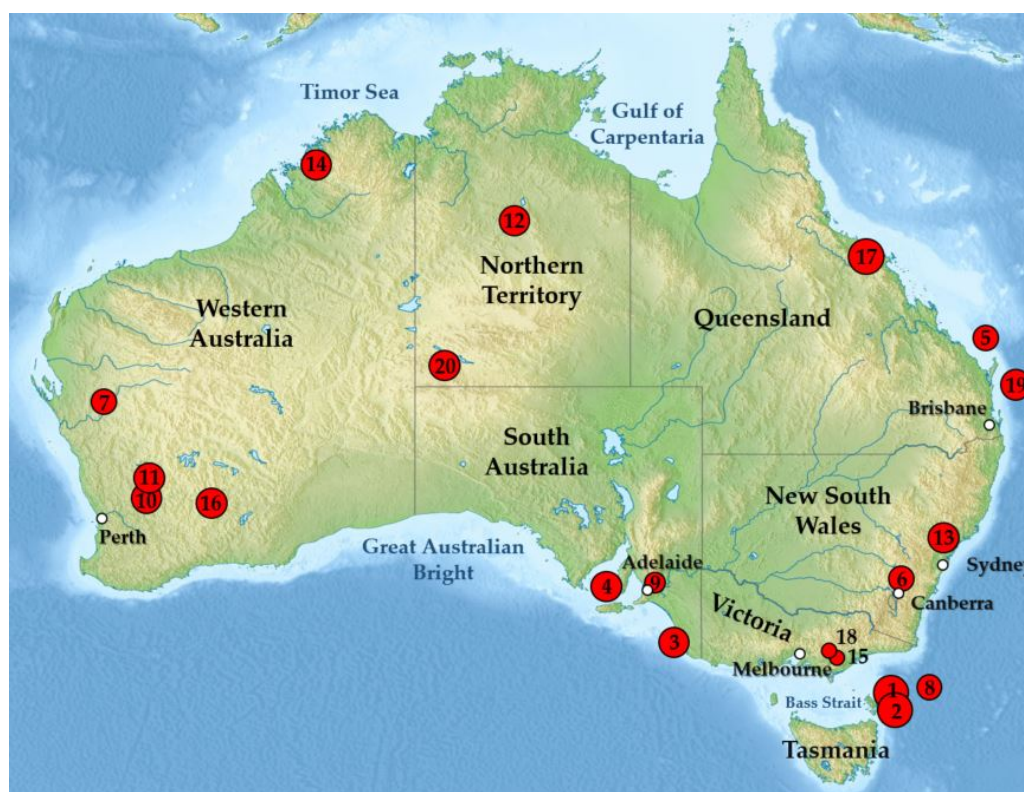 Timor Sea
Gulf of
Carpentaria
14
12
17
Northern
Territory
Western
Australia
Queensland
5
20
19
7
Brisbane
South
Australia
11
10
16
New South
Wales
Perth
13
Great Australian
Bright
Adelaide
Sydney
4
9
6
Canberra
Victoria
3
18
15
Melbourne
1
8
Bass Strait
2
Tasmania